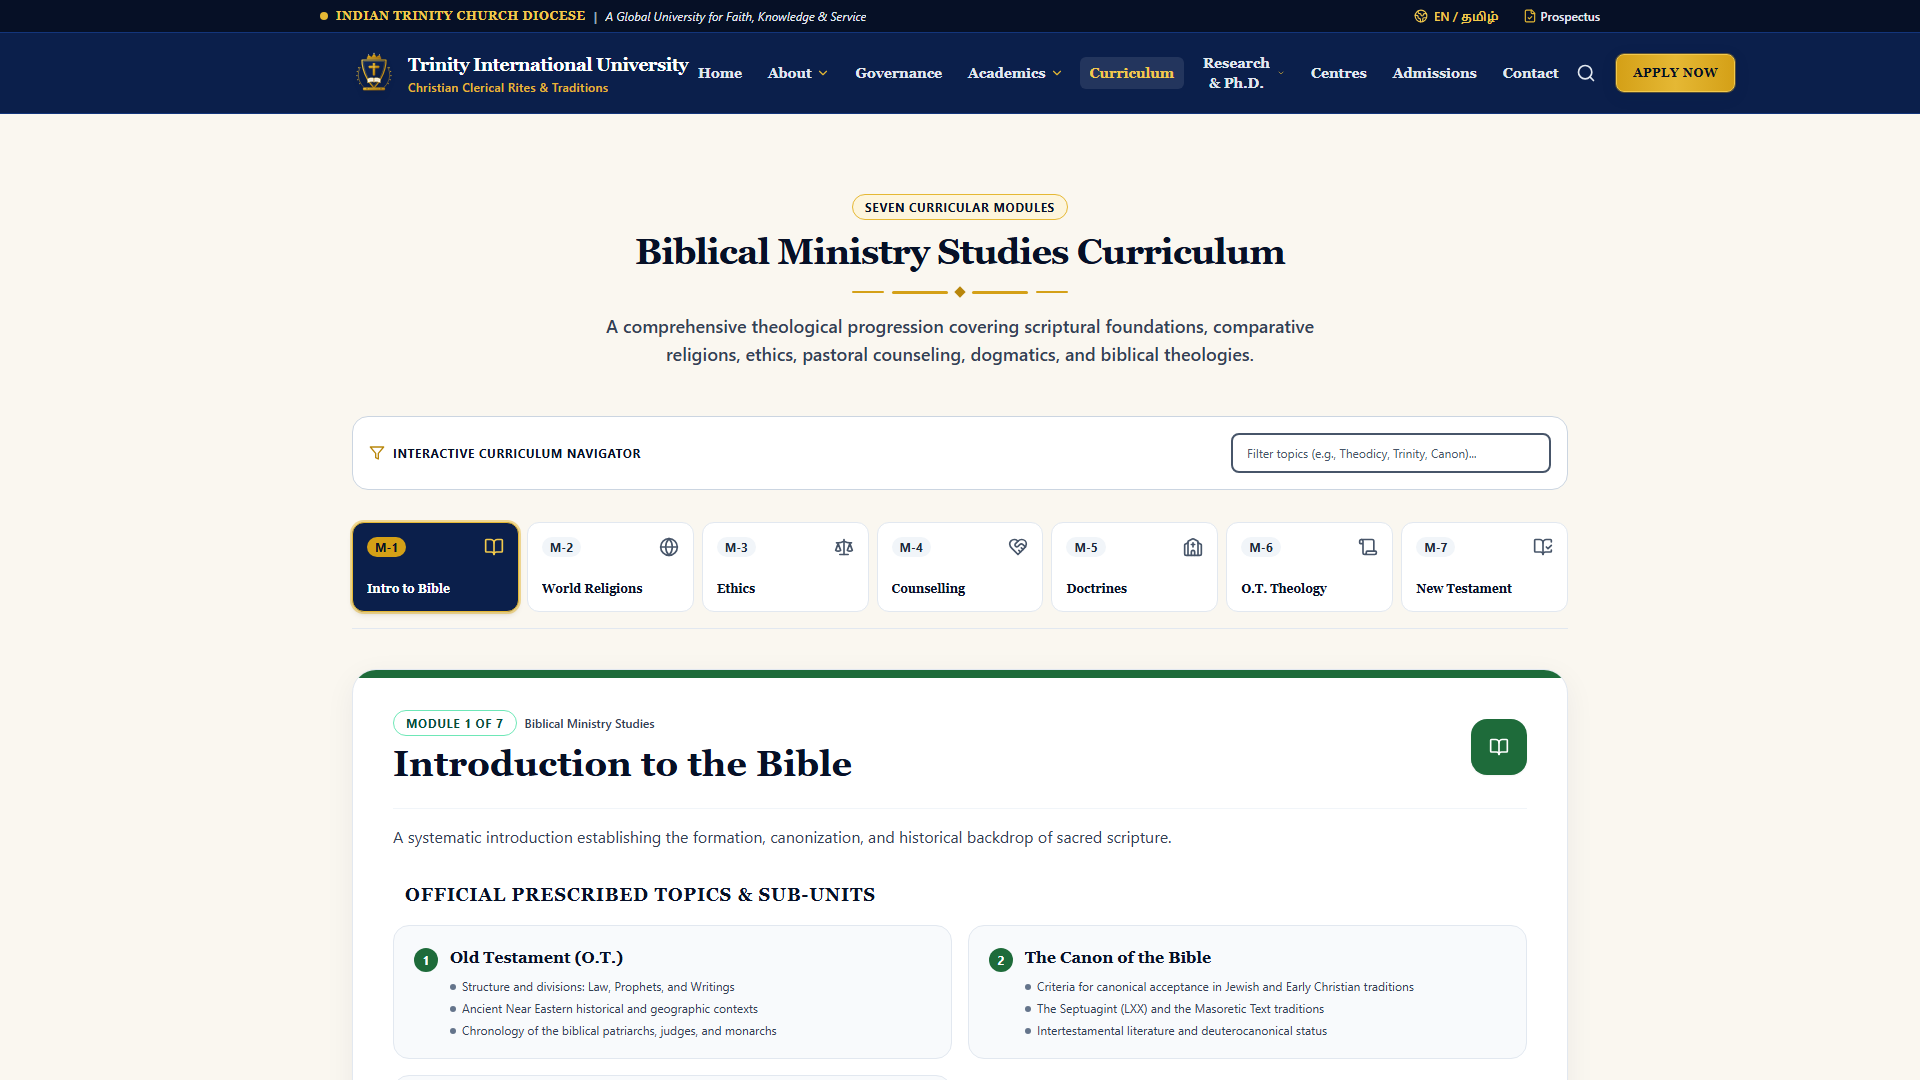 INDIAN TRINITY CHURCH DIOCESE | A Global University for Faith, Knowledge & Service
EN / தமிழ்
Prospectus
Trinity International University
Christian Clerical Rites & Traditions
Home
About
Governance
Academics
Curriculum
Research
& Ph.D.
Centres
Admissions
Contact
APPLY NOW
SEVEN CURRICULAR MODULES
Biblical Ministry Studies Curriculum
A comprehensive theological progression covering scriptural foundations, comparative
religions, ethics, pastoral counseling, dogmatics, and biblical theologies.
INTERACTIVE CURRICULUM NAVIGATOR
Filter topics (e.g., Theodicy, Trinity, Canon)...
M-1
Intro to Bible
M-2
World Religions
M-3
Ethics
M-4
Counselling
M-5
Doctrines
M-6
O.T. Theology
M-7
New Testament
MODULE 1 OF 7
Biblical Ministry Studies
Introduction to the Bible
A systematic introduction establishing the formation, canonization, and historical backdrop of sacred scripture.
OFFICIAL PRESCRIBED TOPICS & SUB-UNITS
1
Old Testament (O.T.)
Structure and divisions: Law, Prophets, and Writings
Ancient Near Eastern historical and geographic contexts
Chronology of the biblical patriarchs, judges, and monarchs
2
The Canon of the Bible
Criteria for canonical acceptance in Jewish and Early Christian traditions
The Septuagint (LXX) and the Masoretic Text traditions
Intertestamental literature and deuterocanonical status